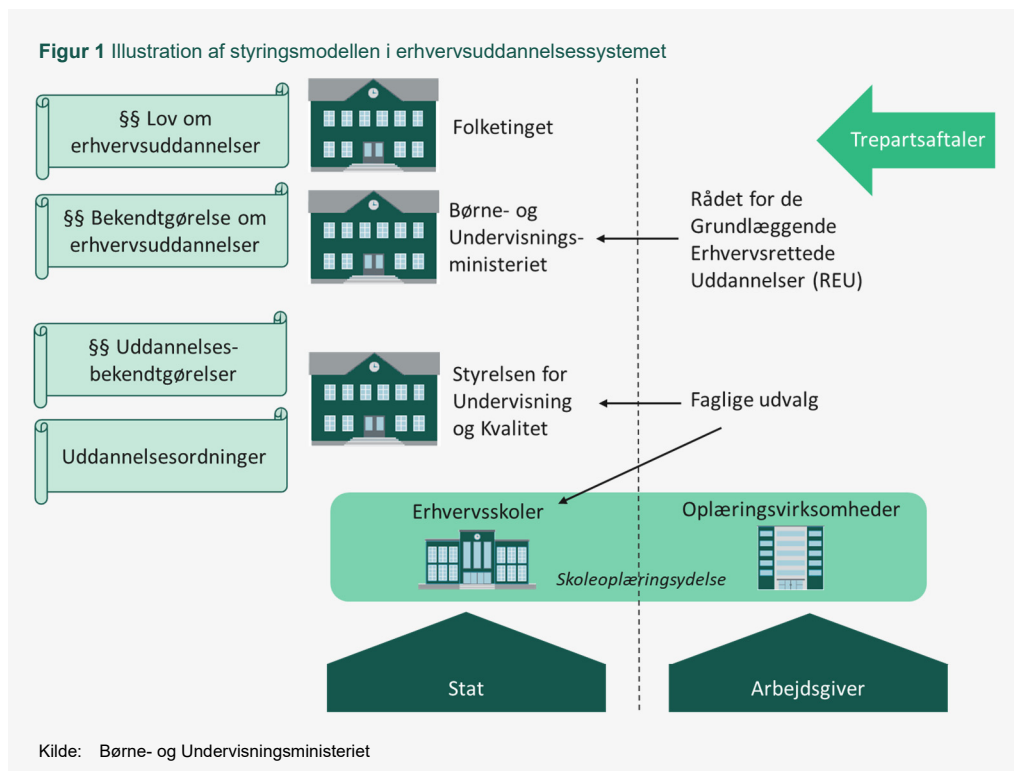 Figur 1 Illustration af styringsmodellen i erhvervsuddannelsessystemet
§§ Lov om
erhvervsuddannelser
Folketinget
Trepartsaftaler
§§ Bekendtgørelse om
erhvervsuddannelser
Børne- og
Undervisnings-
ministeriet
Rådet for de
Grundlæggende
Erhvervsrettede
Uddannelser (REU)
§§ Uddannelses-
bekendtgørelser
Styrelsen for
Undervisning
og Kvalitet
Faglige udvalg
Uddannelsesordninger
Erhvervsskoler
Oplæringsvirksomheder
Skoleoplæringsydelse
Stat
Arbejdsgiver
Kilde: Børne- og Undervisningsministeriet